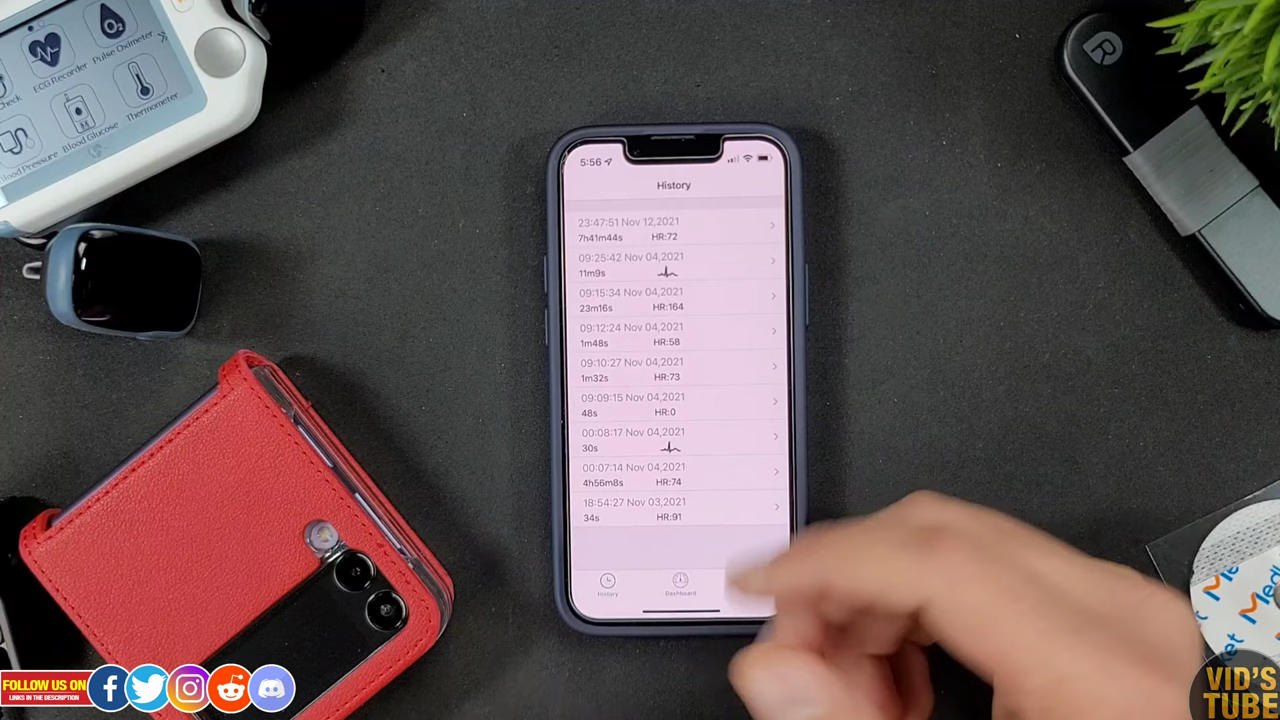 O₂
ECG Recorder
Pulse Oximeter
Check
Blood Glucose
Thermometer
Blood Pressure
5:56
History
23:47:51 Nov 12,2021
7h41m44s HR:72
09:25:42 Nov 04,2021
11m9s
09:15:34 Nov 04,2021
23m16s HR:164
09:12:24 Nov 04,2021
1m48s HR:58
09:10:27 Nov 04,2021
1m32s HR:73
09:09:15 Nov 04,2021
48s HR:0
00:08:17 Nov 04,2021
30s
00:07:14 Nov 04,2021
4h56m8s HR:74
18:54:27 Nov 03,2021
34s HR:91
History Dashboard
R
FOLLOW US ON
LINKS IN THE DESCRIPTION
VID'S
TUBE